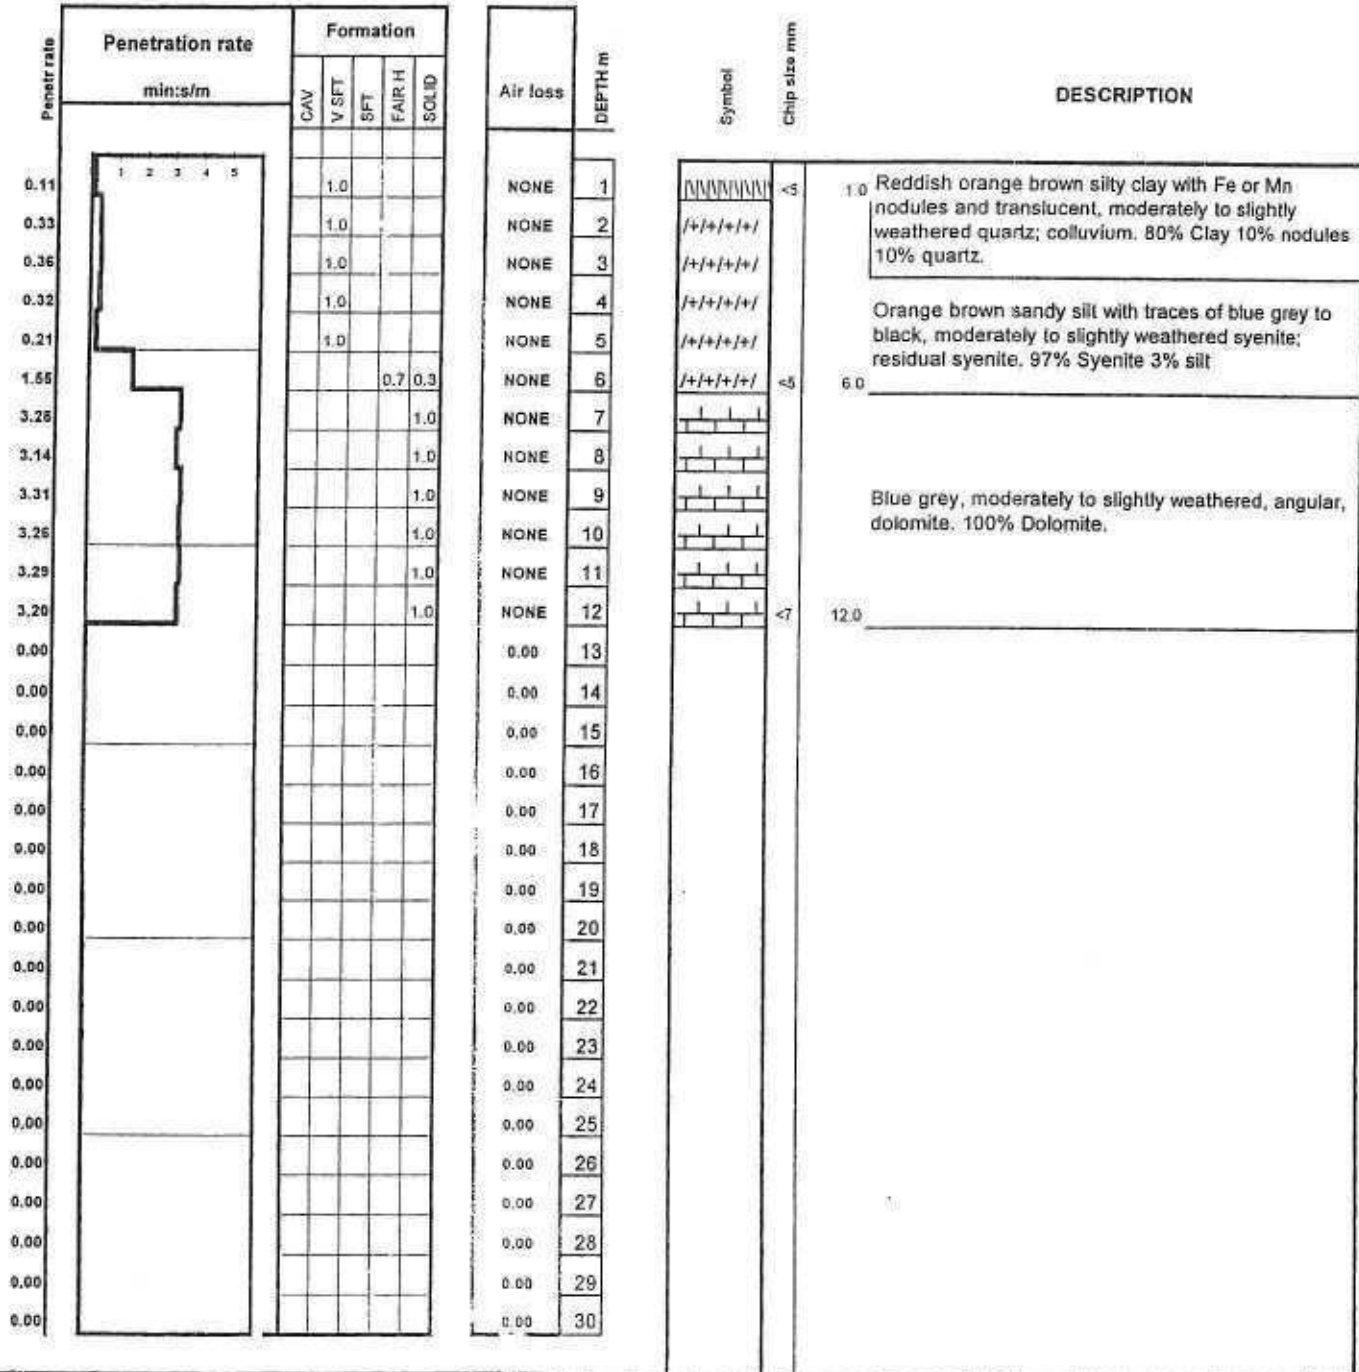 Penetr rate
Penetration rate
min:s/m
Formation
CAV
V SFT
SFT
FAIR H
SOLID
Air loss
DEPTH m
Symbol
Chip size mm
DESCRIPTION
1 2 3 4 5
0.11 1.0 NONE 1 <5 1.0
Reddish orange brown silty clay with Fe or Mn
nodules and translucent, moderately to slightly
weathered quartz; colluvium. 80% Clay 10% nodules
10% quartz.
0.33 1.0 NONE 2 /+/+/+/+/
0.36 1.0 NONE 3 /+/+/+/+/
0.32 1.0 NONE 4 /+/+/+/+/
Orange brown sandy silt with traces of blue grey to
black, moderately to slightly weathered syenite;
residual syenite. 97% Syenite 3% silt
0.21 1.0 NONE 5 /+/+/+/+/
1.55 0.7 0.3 NONE 6 /+/+/+/+/ <5 6.0
1.0 NONE 7
3.14 1.0 NONE 8
3.31 1.0 NONE 9
Blue grey, moderately to slightly weathered, angular,
dolomite. 100% Dolomite.
1.0 NONE 10
3.29 1.0 NONE 11
3.20 1.0 NONE 12 <7 12.0
0.00 0.00 13
0.00 0.00 14
0.00 0.00 15
0.00 0.00 16
0.00 0.00 17
0.00 0.00 18
0.00 0.00 19
0.00 0.00 20
0.00 0.00 21
0.00 0.00 22
0.00 0.00 23
0.00 0.00 24
0.00 0.00 25
0.00 0.00 26
0.00 0.00 27
0.00 0.00 28
0.00 0.00 29
0.00 0.00 30